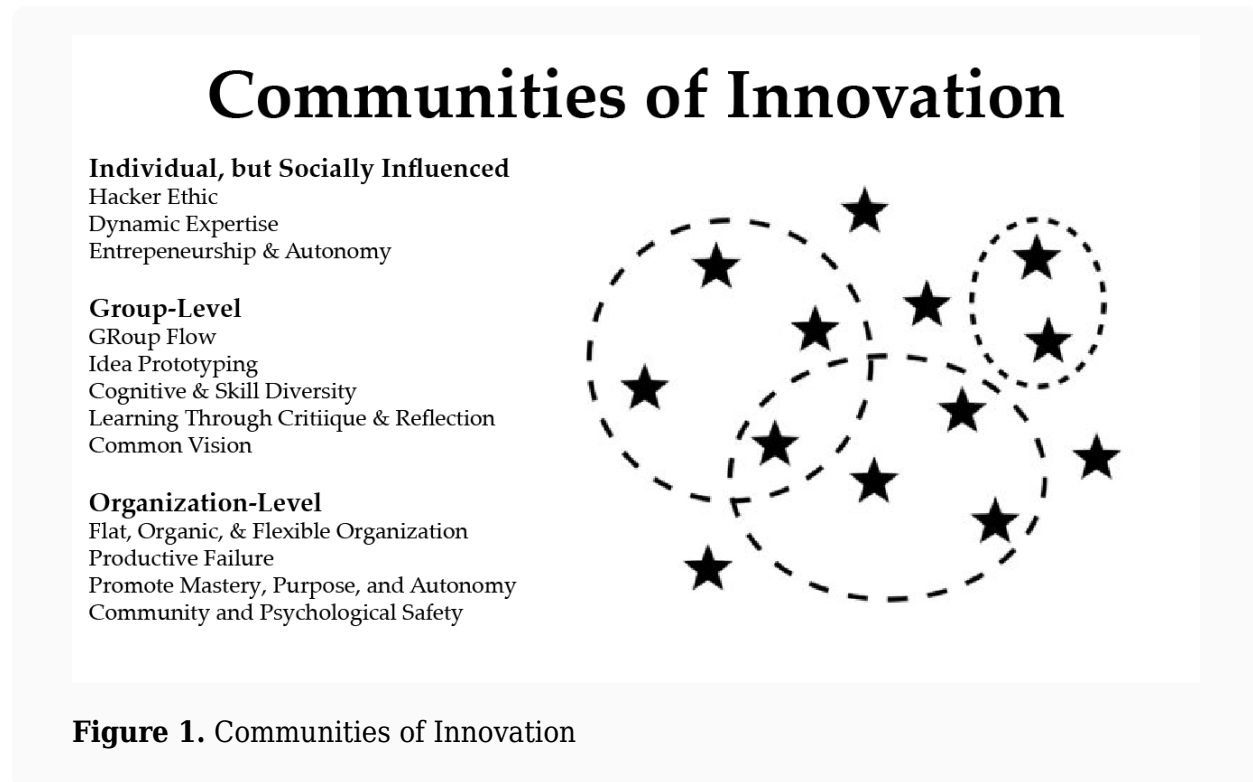 Communities of Innovation
Individual, but Socially Influenced
Hacker Ethic
Dynamic Expertise
Entrepeneurship & Autonomy
Group-Level
GRoup Flow
Idea Prototyping
Cognitive & Skill Diversity
Learning Through Critiique & Reflection
Common Vision
Organization-Level
Flat, Organic, & Flexible Organization
Productive Failure
Promote Mastery, Purpose, and Autonomy
Community and Psychological Safety
Figure 1. Communities of Innovation